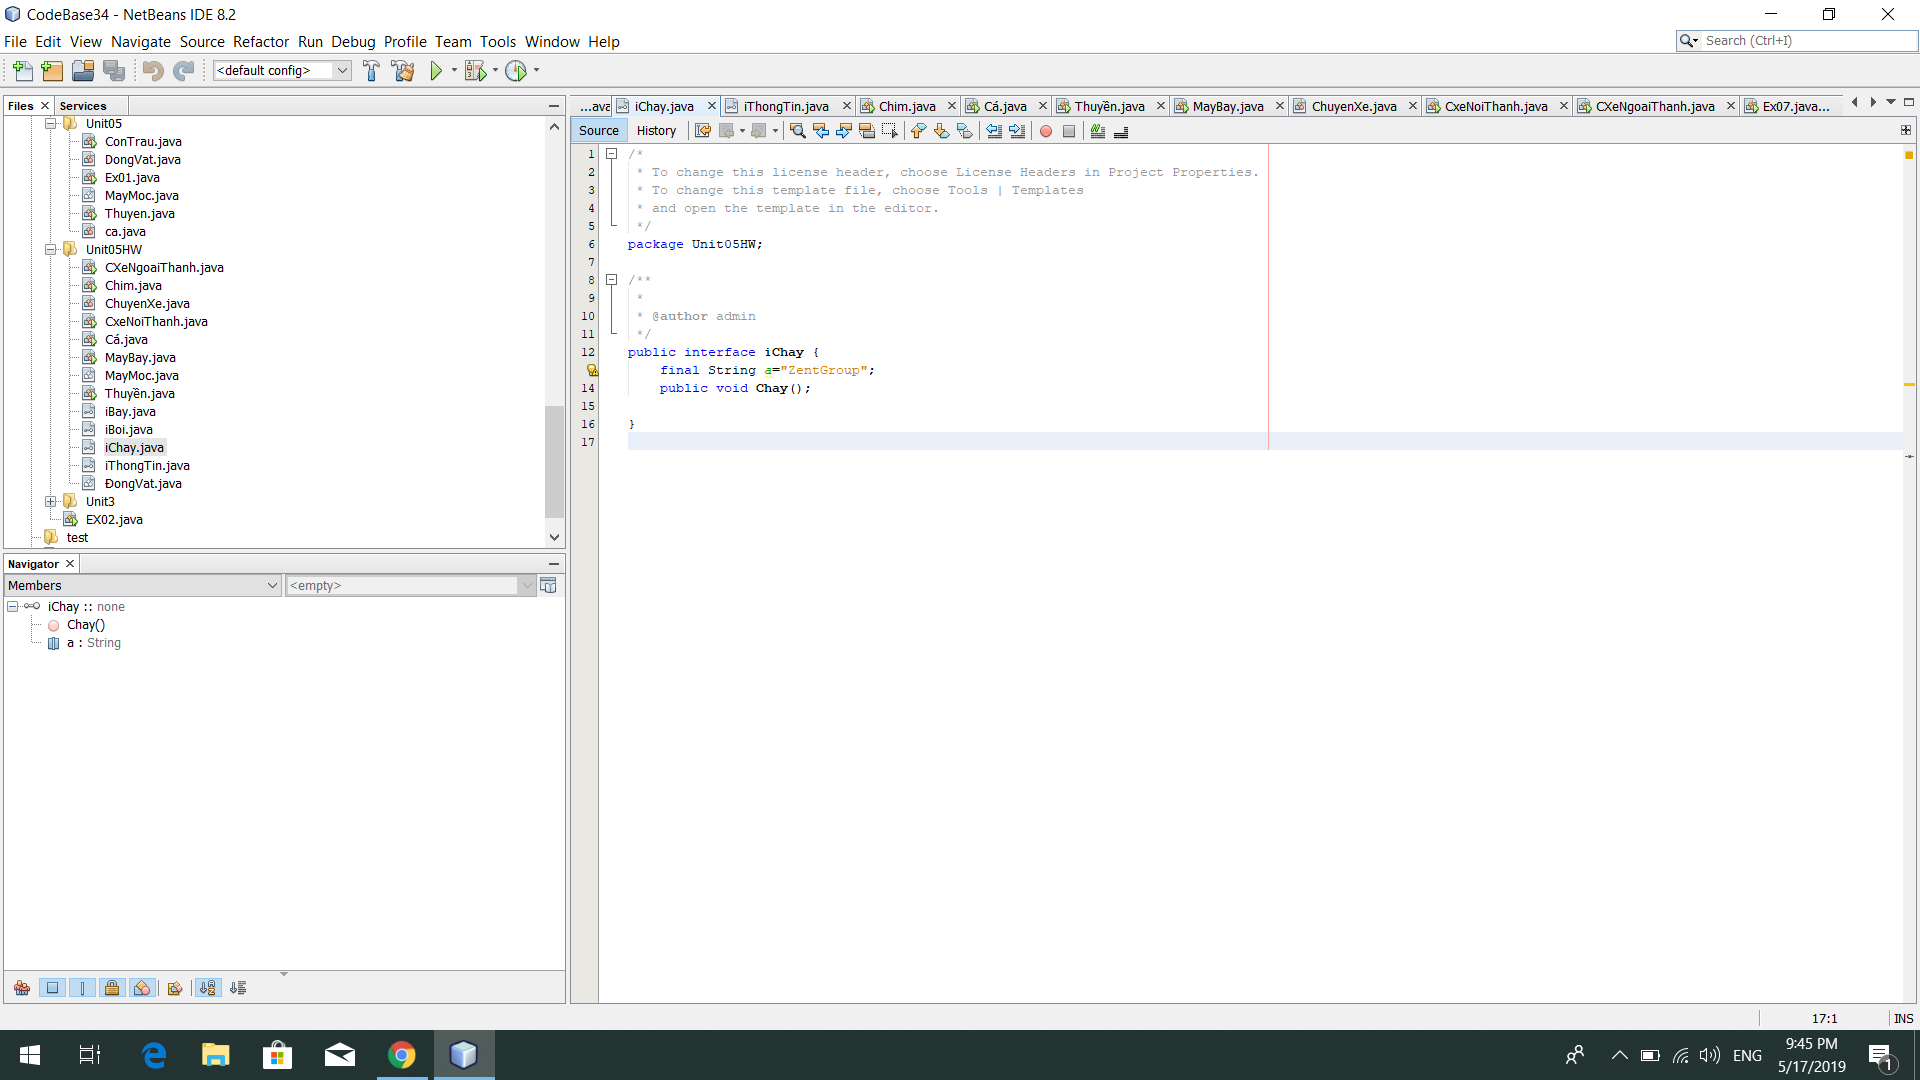 CodeBase34 - NetBeans IDE 8.2
File Edit View Navigate Source Refactor Run Debug Profile Team Tools Window Help
Search (Ctrl+I)
<default config>
Files
Services
Unit05
ConTrau.java
DongVat.java
Ex01.java
MayMoc.java
Thuyen.java
ca.java
Unit05HW
CXeNgoaiThanh.java
Chim.java
ChuyenXe.java
CxeNoiThanh.java
Cá.java
MayBay.java
MayMoc.java
Thuyền.java
iBay.java
iBoi.java
iChay.java
iThongTin.java
ĐongVat.java
Unit3
EX02.java
test
Navigator
Members
<empty>
iChay :: none
Chay()
a : String
...ava iChay.java iThongTin.java Chim.java Cá.java Thuyền.java MayBay.java ChuyenXe.java CxeNoiThanh.java CXeNgoaiThanh.java Ex07.java...
Source History
1 /*
2 * To change this license header, choose License Headers in Project Properties.
3 * To change this template file, choose Tools | Templates
4 * and open the template in the editor.
5 */
6 package Unit05HW;
7
8 /**
9 *
10 * @author admin
11 */
12 public interface iChay {
final String a="ZentGroup";
14 public void Chay();
15
16 }
17
17:1 INS
ENG
9:45 PM
5/17/2019
1